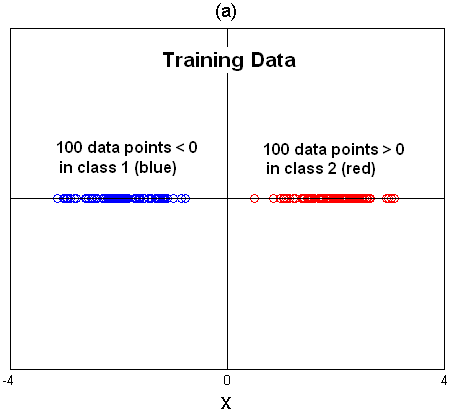 (a)
Training Data
100 data points < 0
in class 1 (blue)
100 data points > 0
in class 2 (red)
-4 0 4
X